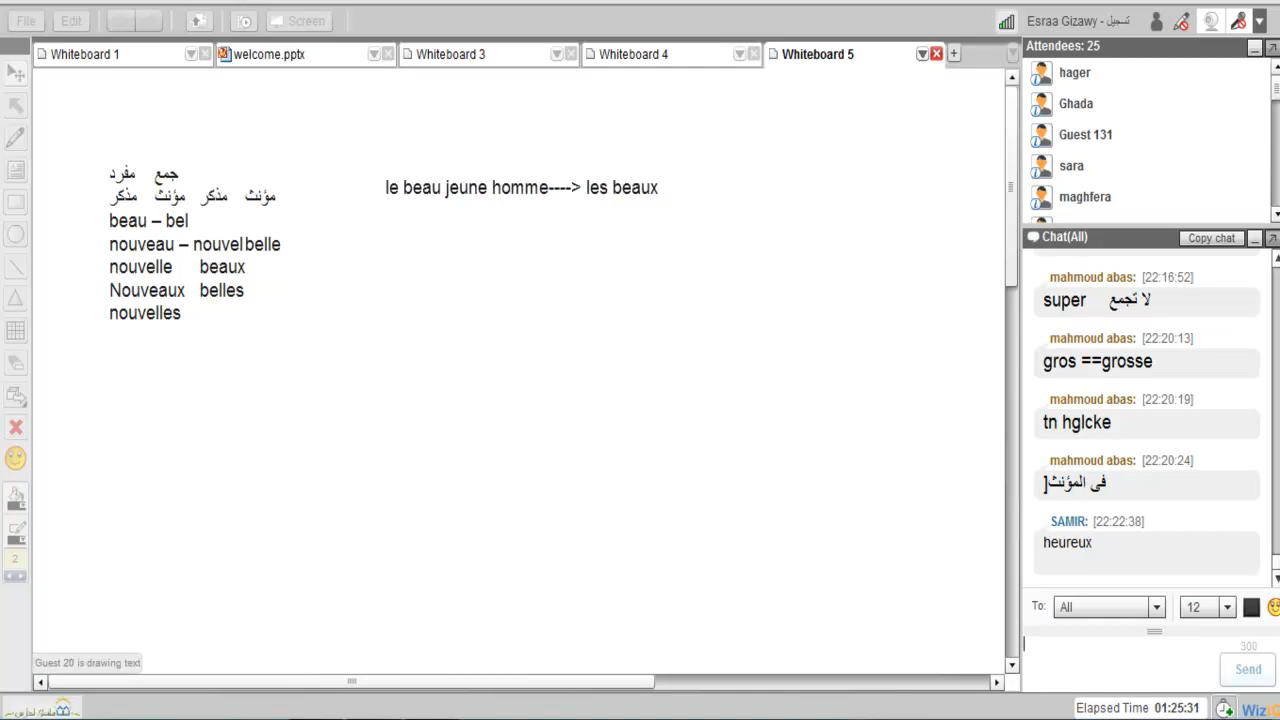 File Edit Screen Esraa Gizawy - تسجيل
Whiteboard 1 welcome.pptx Whiteboard 3 Whiteboard 4 Whiteboard 5
Attendees: 25
hager
Ghada
Guest 131
sara
maghfera
مفرد جمع
مذكر مؤنث مذكر مؤنث
beau – bel
nouveau – nouvel belle
nouvelle beaux
Nouveaux belles
nouvelles
le beau jeune homme----> les beaux
Chat(All) Copy chat
mahmoud abas: [22:16:52]
super لا تجمع
mahmoud abas: [22:20:13]
gros ==grosse
mahmoud abas: [22:20:19]
tn hglcke
mahmoud abas: [22:20:24]
فى المؤنث[
SAMIR: [22:22:38]
heureux
To: All 12
300
Send
2
Guest 20 is drawing text
Elapsed Time 01:25:31